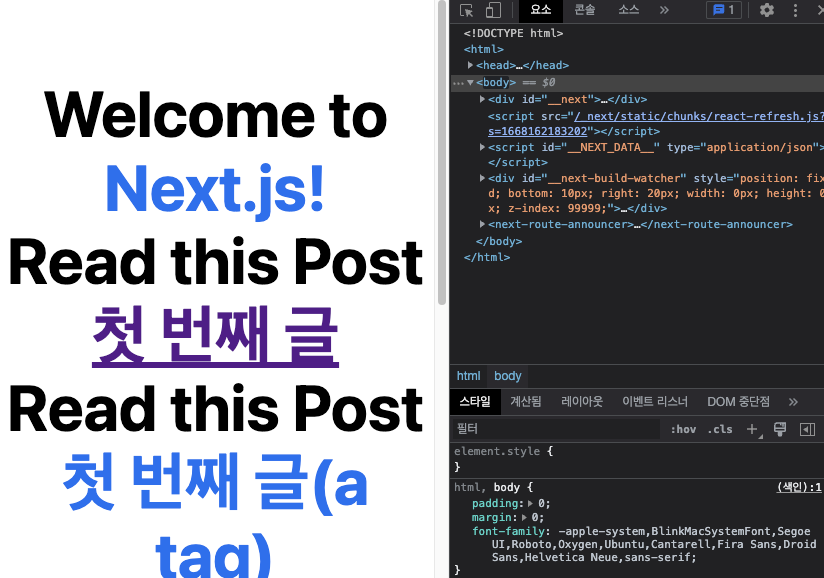 Welcome to
Next.js!
Read this Post
첫 번째 글
Read this Post
첫 번째 글(a
tag)
요소 콘솔 소스 » 1
<!DOCTYPE html>
<html>
<head>…</head>
<body> == $0
<div id="__next">…</div>
<script src="/_next/static/chunks/react-refresh.js?
s=1668162183202"></script>
<script id="__NEXT_DATA__" type="application/json">
</script>
<div id="__next-build-watcher" style="position: fix
d; bottom: 10px; right: 20px; width: 0px; height: 0
x; z-index: 99999;">…</div>
<next-route-announcer>…</next-route-announcer>
</body>
</html>
html body
스타일 계산됨 레이아웃 이벤트 리스너 DOM 중단점 »
필터 :hov .cls +
element.style {
}
html, body { (색인):1
padding: 0;
margin: 0;
font-family: -apple-system,BlinkMacSystemFont,Segoe
UI,Roboto,Oxygen,Ubuntu,Cantarell,Fira Sans,Droid
Sans,Helvetica Neue,sans-serif;
}